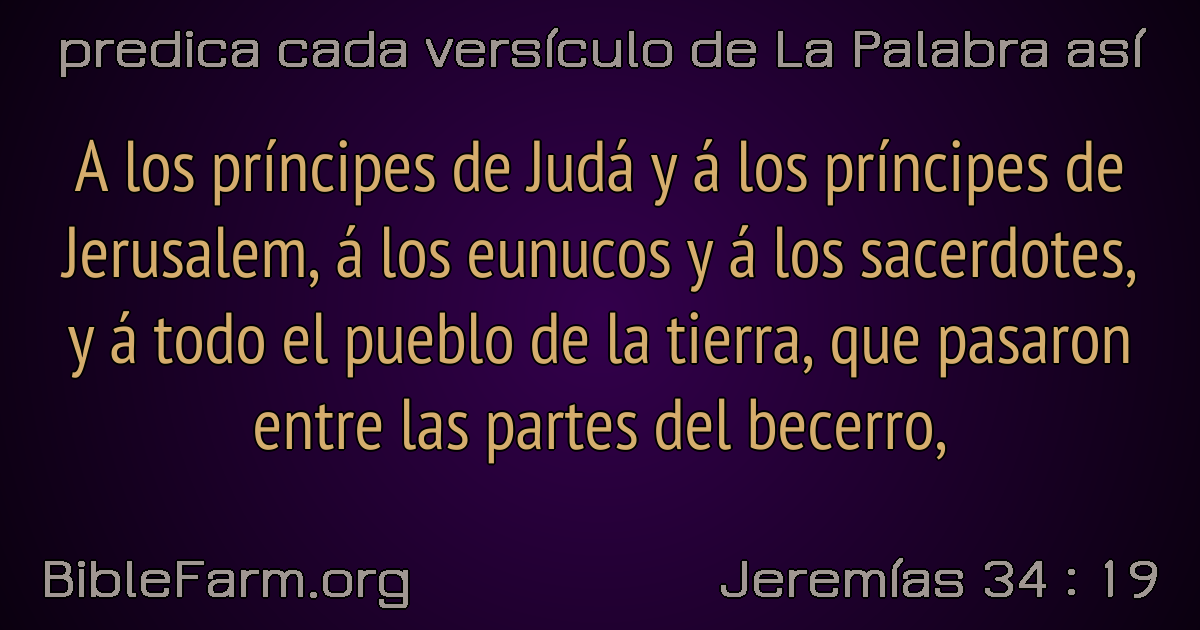 predica cada versículo de La Palabra así
A los príncipes de Judá y á los príncipes de
Jerusalem, á los eunucos y á los sacerdotes,
y á todo el pueblo de la tierra, que pasaron
entre las partes del becerro,
BibleFarm.org
Jeremías 34 : 19